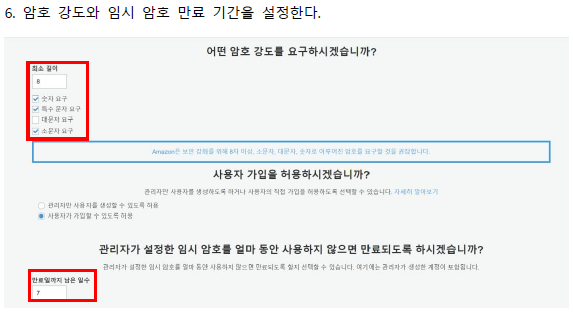 6. 암호 강도와 임시 암호 만료 기간을 설정한다.
어떤 암호 강도를 요구하시겠습니까?
최소 길이
8
숫자 요구
특수 문자 요구
대문자 요구
소문자 요구
Amazon은 보안 강화를 위해 8자 이상, 소문자, 대문자, 숫자로 이루어진 암호를 요구할 것을 권장합니다.
사용자 가입을 허용하시겠습니까?
관리자만 사용자를 생성하도록 하거나 사용자의 직접 가입을 허용하도록 선택할 수 있습니다. 자세히 알아보기
관리자만 사용자를 생성할 수 있도록 허용
사용자가 가입할 수 있도록 허용
관리자가 설정한 임시 암호를 얼마 동안 사용하지 않으면 만료되도록 하시겠습니까?
관리자가 설정한 임시 암호를 얼마 동안 사용하지 않으면 만료되도록 할지 선택할 수 있습니다. 여기에는 관리자가 생성한 계정이 포함됩니다.
만료일까지 남은 일수
7